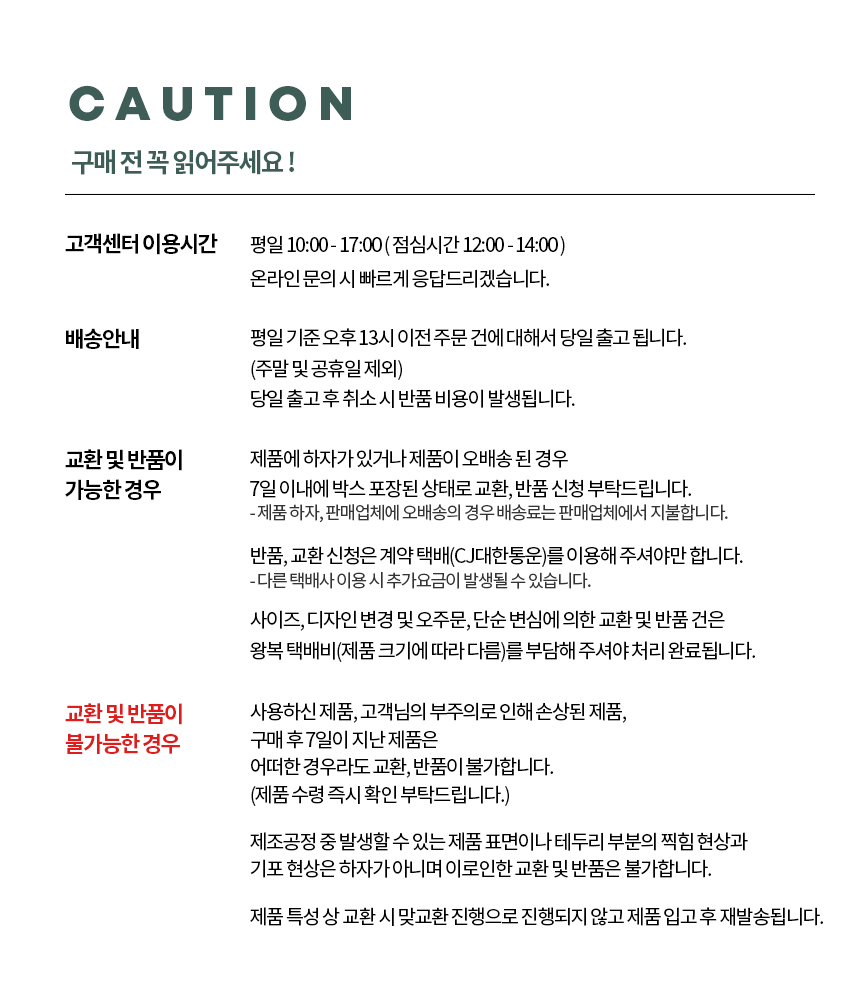 CAUTION
구매 전 꼭 읽어주세요 !
고객센터 이용시간
평일 10:00 - 17:00 ( 점심시간 12:00 - 14:00 )
온라인 문의 시 빠르게 응답드리겠습니다.
배송안내
평일 기준 오후 13시 이전 주문 건에 대해서 당일 출고 됩니다.
(주말 및 공휴일 제외)
당일 출고 후 취소 시 반품 비용이 발생됩니다.
교환 및 반품이
가능한 경우
제품에 하자가 있거나 제품이 오배송 된 경우
7일 이내에 박스 포장된 상태로 교환, 반품 신청 부탁드립니다.
- 제품 하자, 판매업체에 오배송의 경우 배송료는 판매업체에서 지불합니다.
반품, 교환 신청은 계약 택배(CJ대한통운)를 이용해 주셔야만 합니다.
- 다른 택배사 이용 시 추가요금이 발생될 수 있습니다.
사이즈, 디자인 변경 및 오주문, 단순 변심에 의한 교환 및 반품 건은
왕복 택배비(제품 크기에 따라 다름)를 부담해 주셔야 처리 완료됩니다.
교환 및 반품이
불가능한 경우
사용하신 제품, 고객님의 부주의로 인해 손상된 제품,
구매 후 7일이 지난 제품은
어떠한 경우라도 교환, 반품이 불가합니다.
(제품 수령 즉시 확인 부탁드립니다.)
제조공정 중 발생할 수 있는 제품 표면이나 테두리 부분의 찍힘 현상과
기포 현상은 하자가 아니며 이로인한 교환 및 반품은 불가합니다.
제품 특성 상 교환 시 맞교환 진행으로 진행되지 않고 제품 입고 후 재발송됩니다.